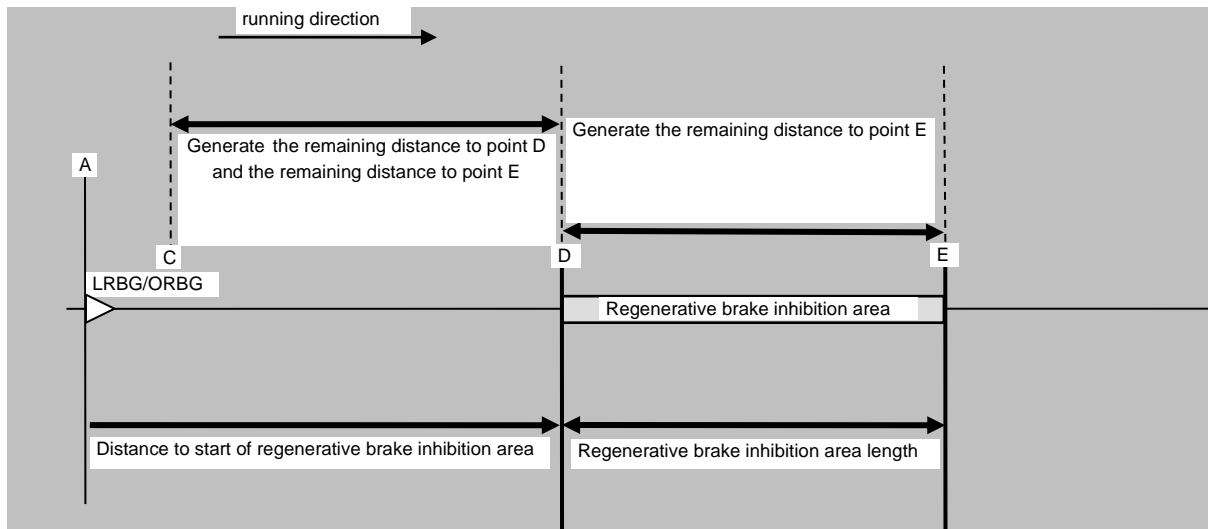 running direction
Generate the remaining distance to point D
and the remaining distance to point E
Generate the remaining distance to point E
A
C
D
E
LRBG/ORBG
Regenerative brake inhibition area
Distance to start of regenerative brake inhibition area
Regenerative brake inhibition area length